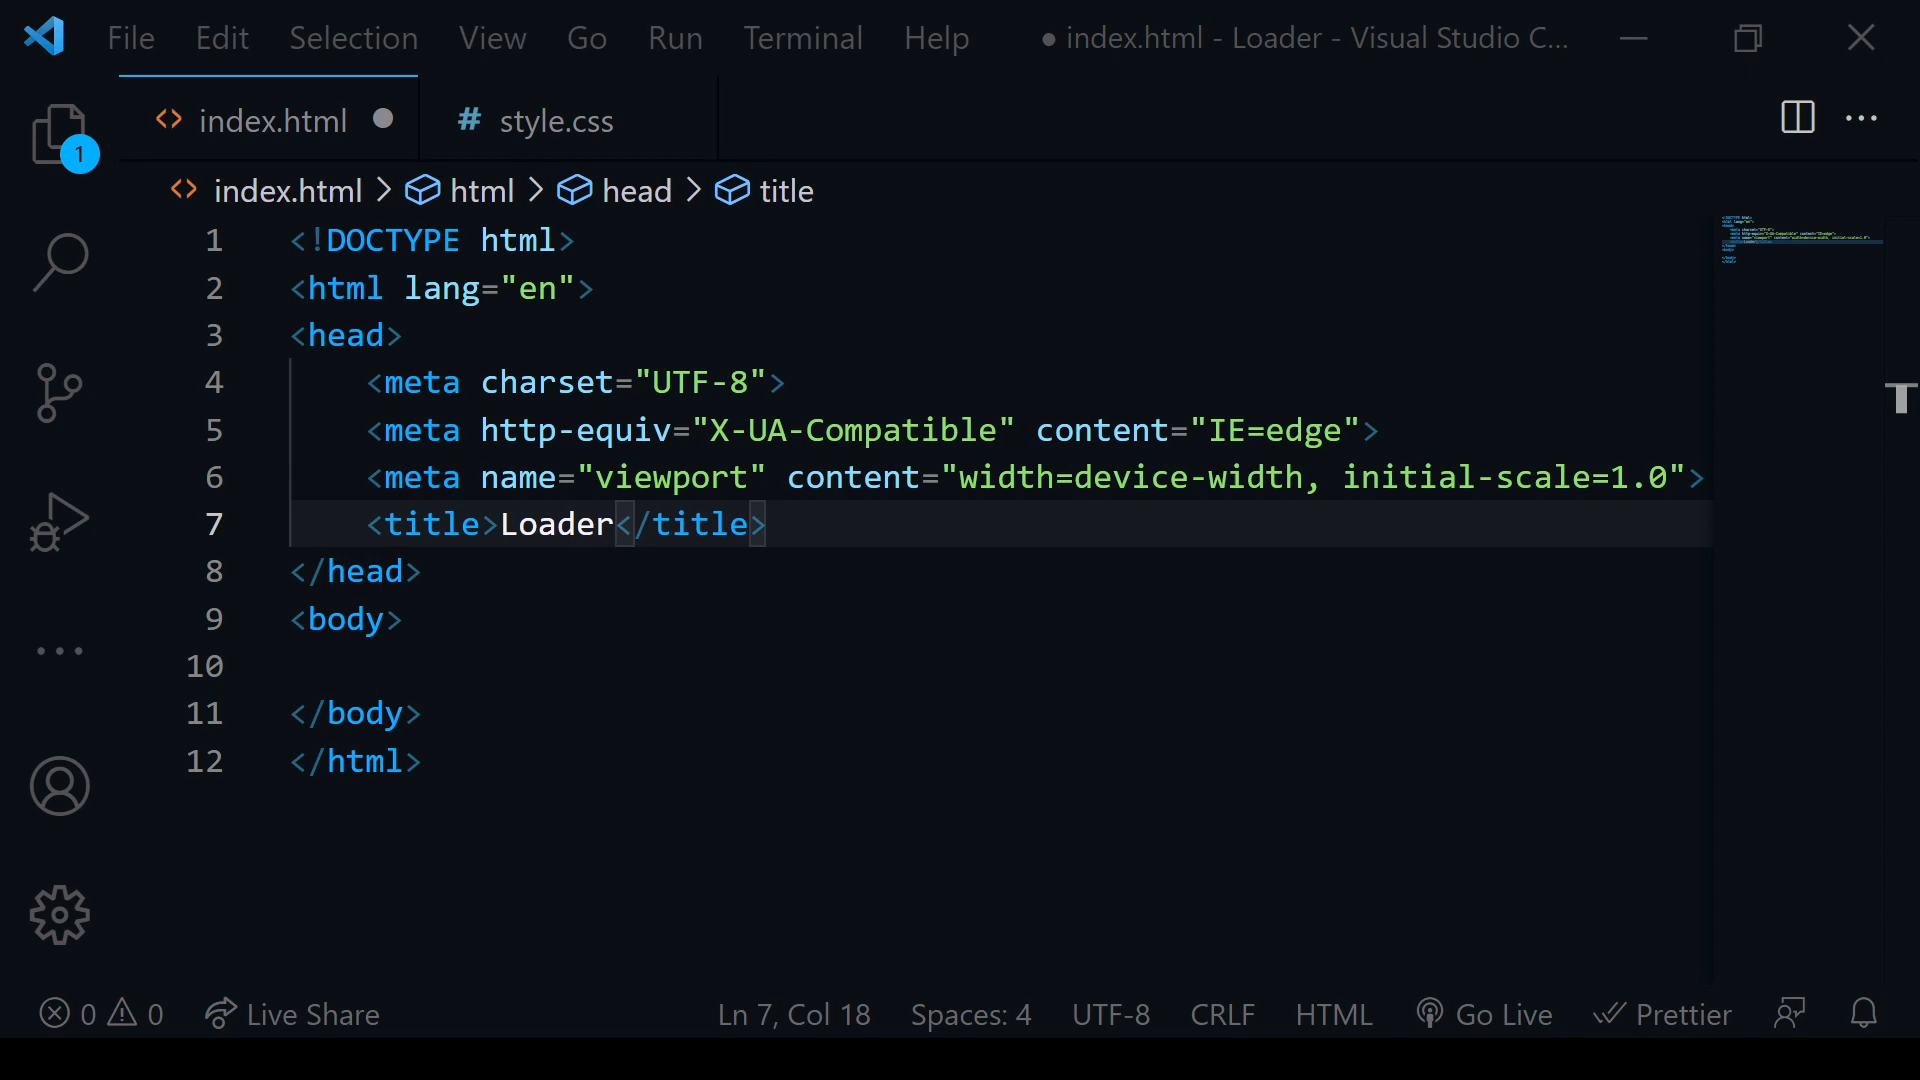 File Edit Selection View Go Run Terminal Help ● index.html - Loader - Visual Studio C...
<> index.html ● # style.css
1
<> index.html > html > head > title
1 <!DOCTYPE html>
2 <html lang="en">
3 <head>
4     <meta charset="UTF-8">
5     <meta http-equiv="X-UA-Compatible" content="IE=edge">
6     <meta name="viewport" content="width=device-width, initial-scale=1.0">
7     <title>Loader</title>
8 </head>
9 <body>
10
11 </body>
12 </html>
0 0 Live Share Ln 7, Col 18 Spaces: 4 UTF-8 CRLF HTML Go Live Prettier